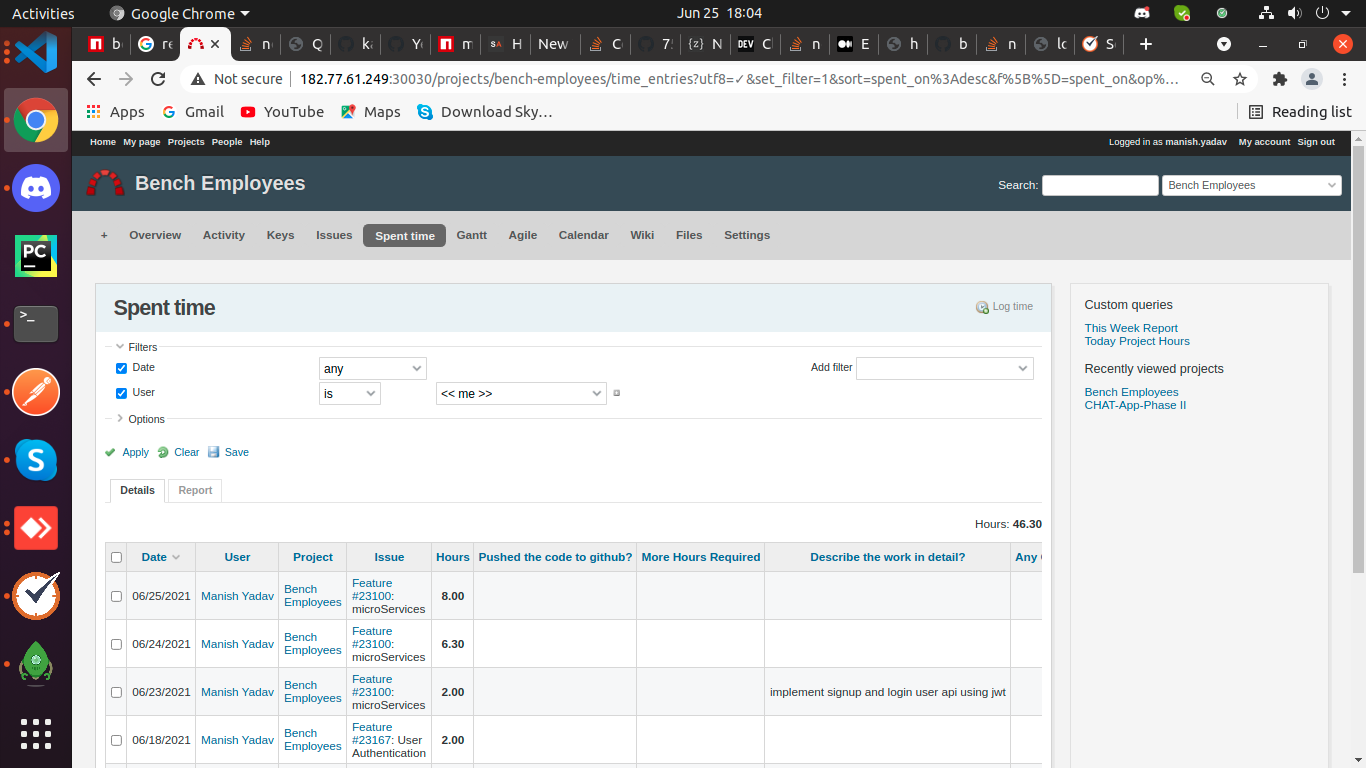 Activities Google Chrome Jun 25 18:04
New
Not secure 182.77.61.249:30030/projects/bench-employees/time_entries?utf8=✓&set_filter=1&sort=spent_on%3Adesc&f%5B%5D=spent_on&op%...
Apps Gmail YouTube Maps Download Sky... Reading list
Home My page Projects People Help Logged in as manish.yadav My account Sign out
Bench Employees Search: Bench Employees
+ Overview Activity Keys Issues Spent time Gantt Agile Calendar Wiki Files Settings
Spent time Log time
Filters
Date any Add filter
User is << me >>
Options
Apply Clear Save
Details Report
Hours: 46.30
Date User Project Issue Hours Pushed the code to github? More Hours Required Describe the work in detail? Any
06/25/2021 Manish Yadav Bench Employees Feature #23100: microServices 8.00
06/24/2021 Manish Yadav Bench Employees Feature #23100: microServices 6.30
06/23/2021 Manish Yadav Bench Employees Feature #23100: microServices 2.00 implement signup and login user api using jwt
06/18/2021 Manish Yadav Bench Employees Feature #23167: User Authentication 2.00
Custom queries
This Week Report
Today Project Hours
Recently viewed projects
Bench Employees
CHAT-App-Phase II